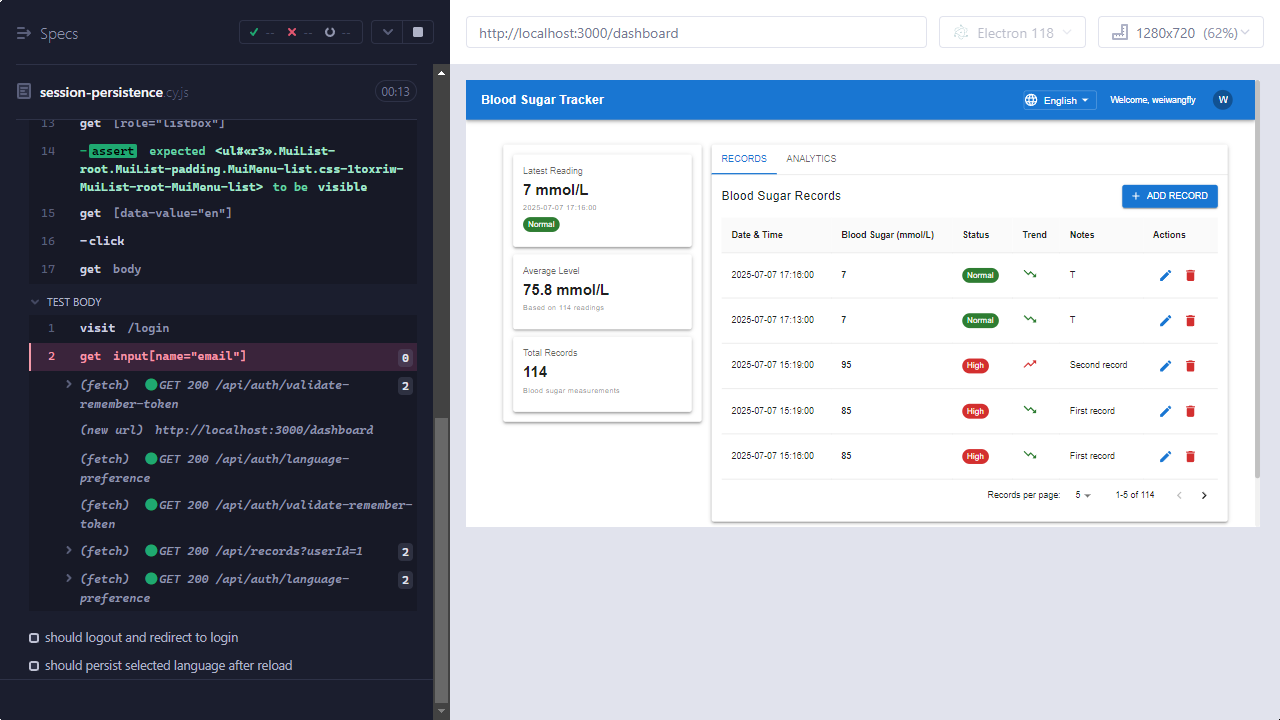 Specs
-- -- --
session-persistence.cy.js 00:13
13 get [role="listbox"]
14 -assert expected <ul#«r3».MuiList-
root.MuiList-padding.MuiMenu-list.css-1toxriw-
MuiList-root-MuiMenu-list> to be visible
15 get [data-value="en"]
16 -click
17 get body
TEST BODY
1 visit /login
2 get input[name="email"] 0
(fetch) GET 200 /api/auth/validate- 2
remember-token
(new url) http://localhost:3000/dashboard
(fetch) GET 200 /api/auth/language-
preference
(fetch) GET 200 /api/auth/validate-remember-
token
(fetch) GET 200 /api/records?userId=1 2
(fetch) GET 200 /api/auth/language- 2
preference
should logout and redirect to login
should persist selected language after reload
http://localhost:3000/dashboard
Electron 118
1280x720 (62%)
Blood Sugar Tracker
English
Welcome, weiwangfly
W
Latest Reading
7 mmol/L
2025-07-07 17:16:00
Normal
Average Level
75.8 mmol/L
Based on 114 readings
Total Records
114
Blood sugar measurements
RECORDS ANALYTICS
Blood Sugar Records
+ ADD RECORD
Date & Time Blood Sugar (mmol/L) Status Trend Notes Actions
2025-07-07 17:16:00 7 Normal T
2025-07-07 17:13:00 7 Normal T
2025-07-07 15:19:00 95 High Second record
2025-07-07 15:19:00 85 High First record
2025-07-07 15:16:00 85 High First record
Records per page: 5 1-5 of 114